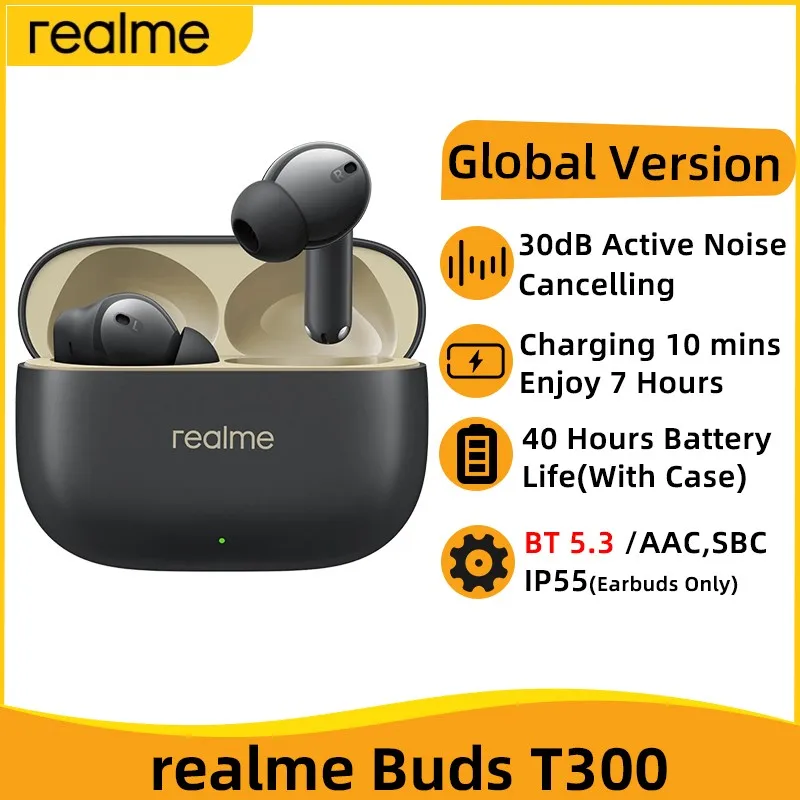 realme
Global Version
30dB Active Noise
Cancelling
Charging 10 mins
Enjoy 7 Hours
40 Hours Battery
Life(With Case)
BT 5.3 /AAC,SBC
IP55(Earbuds Only)
R
L
realme
realme Buds T300